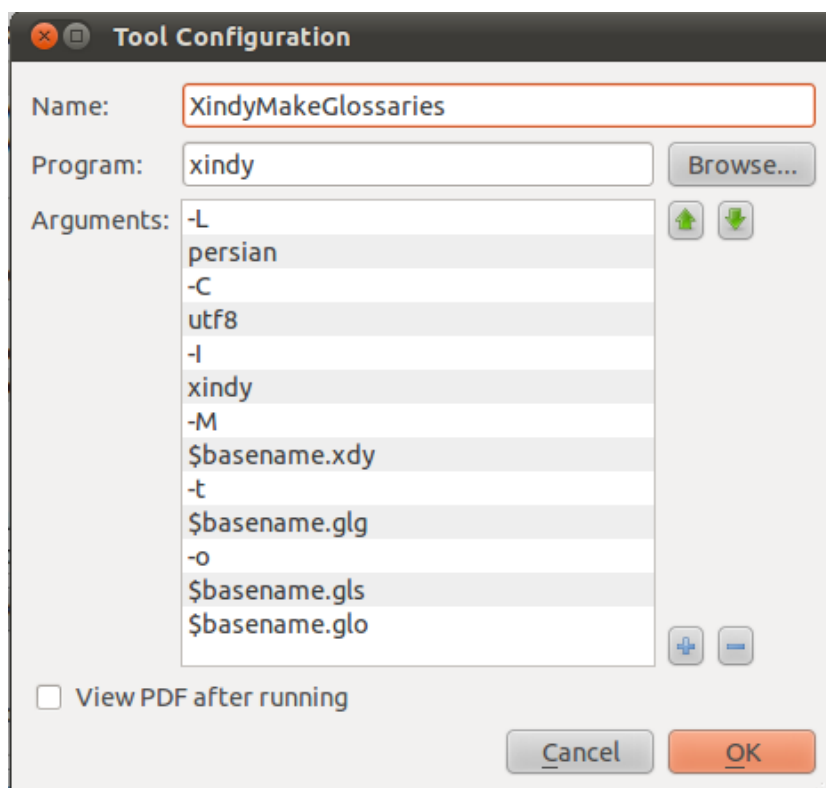 Tool Configuration
Name: XindyMakeGlossaries
Program: xindy Browse...
Arguments: -L
persian
-C
utf8
-I
xindy
-M
$basename.xdy
-t
$basename.glg
-o
$basename.gls
$basename.glo
View PDF after running
Cancel OK